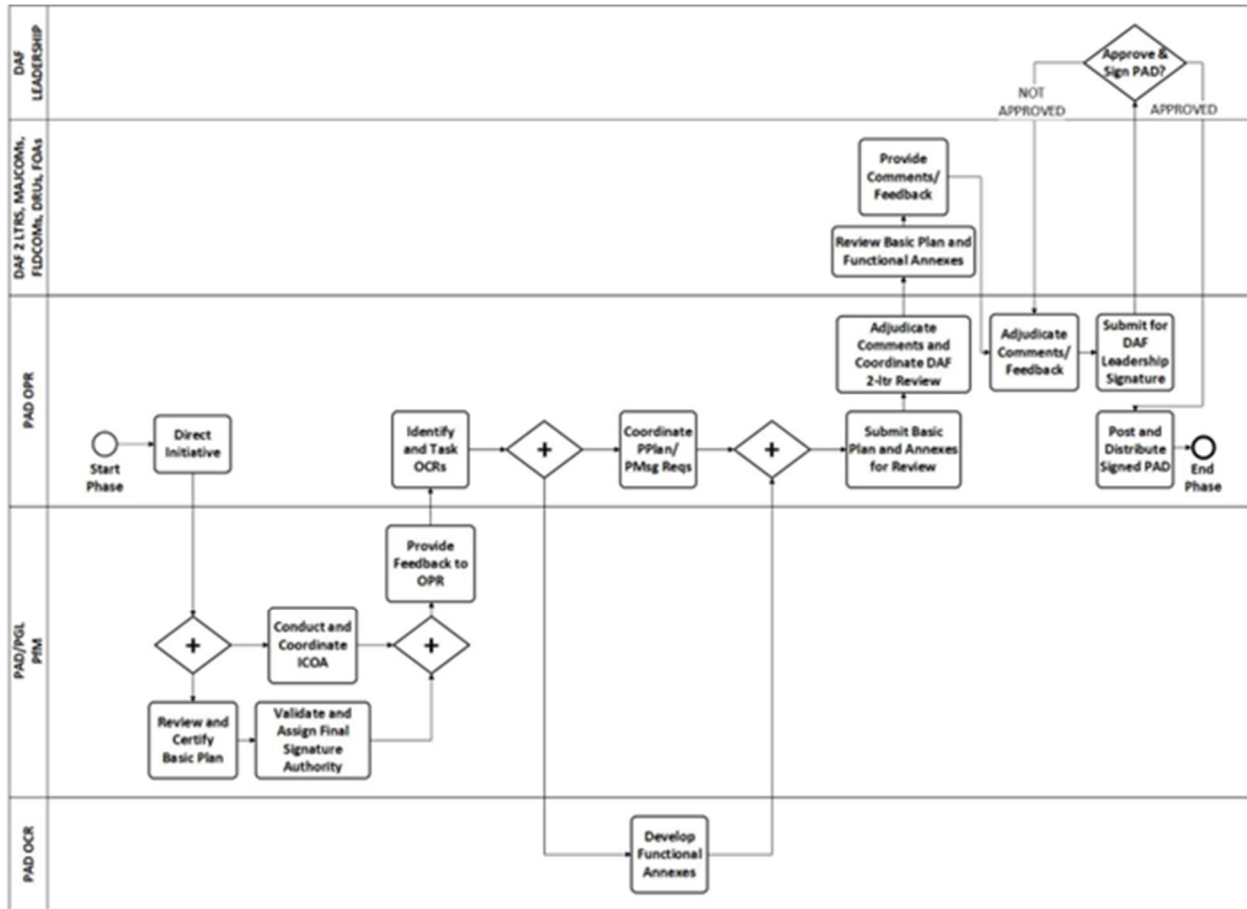 DAF
LEADERSHIP
Approve &
Sign PAD?
NOT
APPROVED
APPROVED
DAF 2 LTRS, MAJCOMs,
FLDCOMs, DRUs, FOAs
Provide
Comments/
Feedback
Review Basic Plan and
Functional Annexes
PAD OPR
Start
Phase
Direct
Initiative
Identify
and Task
OCRs
+
Coordinate
PPlan/
PMsg Reqs
+
Adjudicate
Comments and
Coordinate DAF
2-ltr Review
Submit Basic
Plan and Annexes
for Review
Adjudicate
Comments/
Feedback
Submit for
DAF
Leadership
Signature
Post and
Distribute
Signed PAD
End
Phase
PAD/PGL
PfM
+
Conduct and
Coordinate
ICOA
Provide
Feedback to
OPR
+
Review and
Certify
Basic Plan
Validate and
Assign Final
Signature
Authority
PAD OCR
Develop
Functional
Annexes